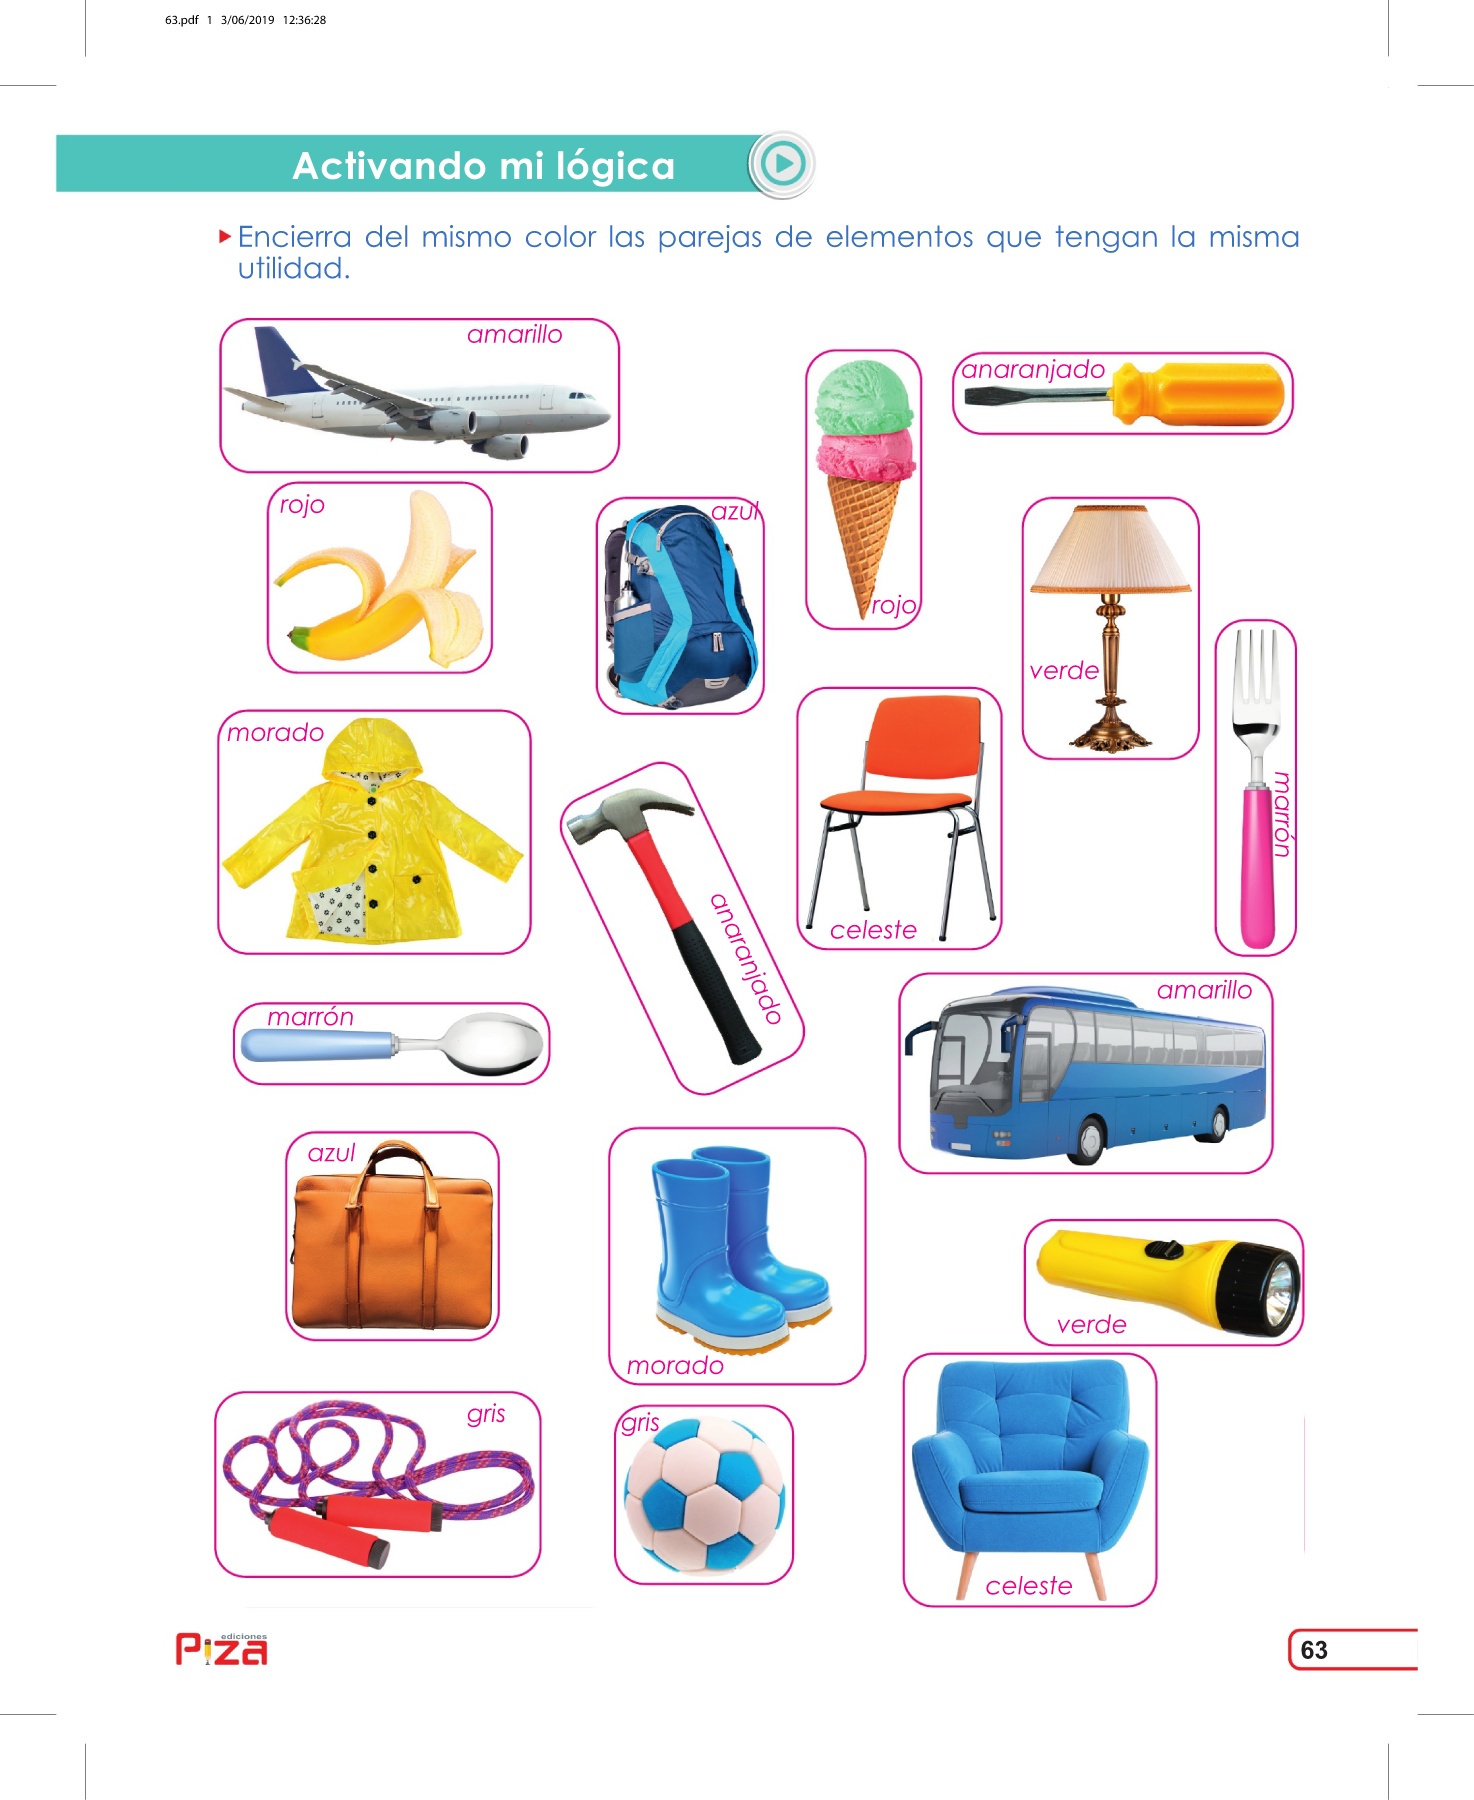 63.pdf 1 3/06/2019 12:36:28
Activando mi lógica
Encierra del mismo color las parejas de elementos que tengan la misma
utilidad.
amarillo
anaranjado
rojo
azul
rojo
verde
morado
marrón
anaranjado
celeste
marrón
amarillo
azul
verde
morado
gris
gris
celeste
ediciones
Piza
63